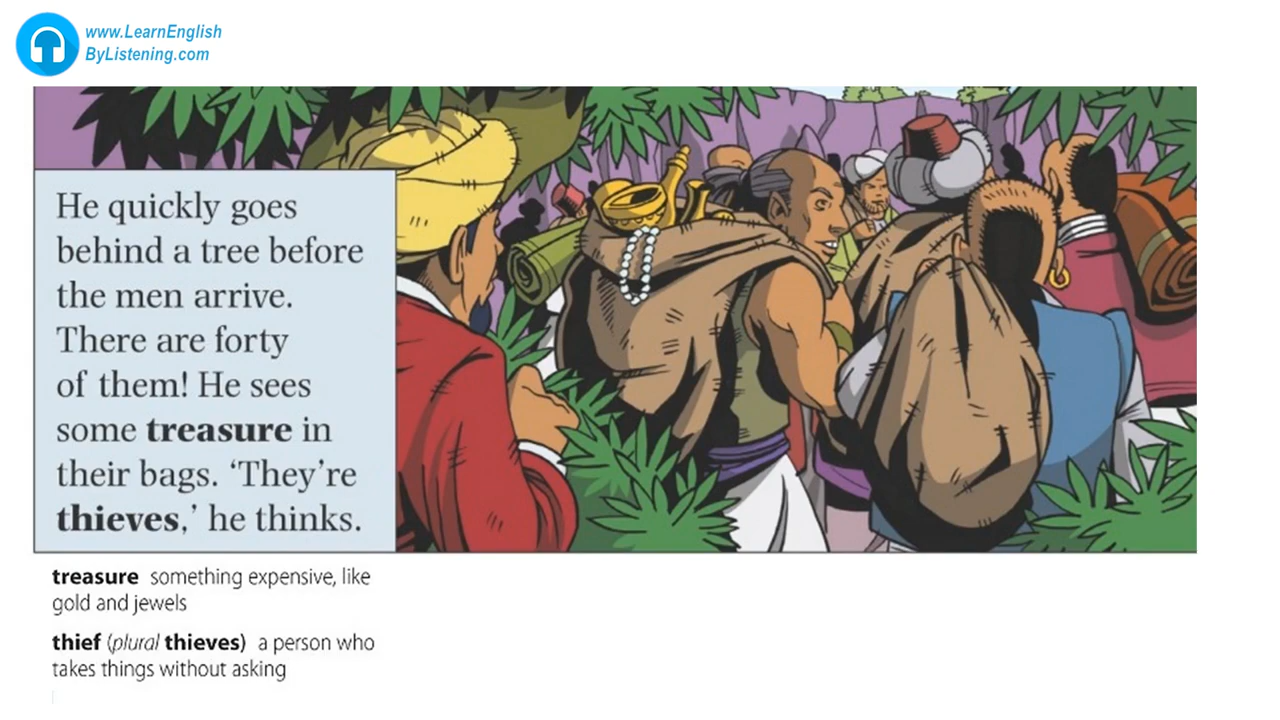 www.LearnEnglish
ByListening.com
He quickly goes
behind a tree before
the men arrive.
There are forty
of them! He sees
some treasure in
their bags. ‘They’re
thieves,’ he thinks.
treasure something expensive, like
gold and jewels
thief (plural thieves) a person who
takes things without asking